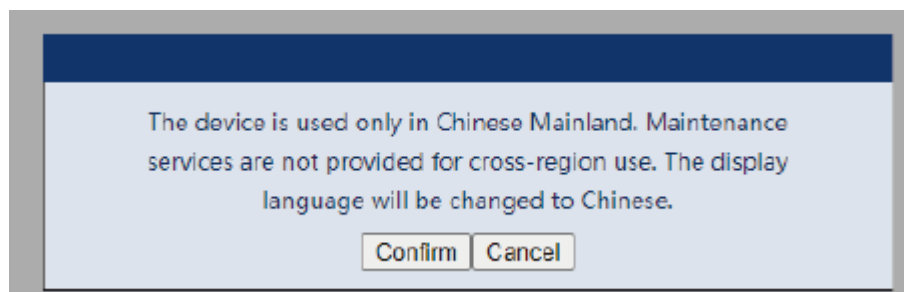 The device is used only in Chinese Mainland. Maintenance
services are not provided for cross-region use. The display
language will be changed to Chinese.
Confirm Cancel